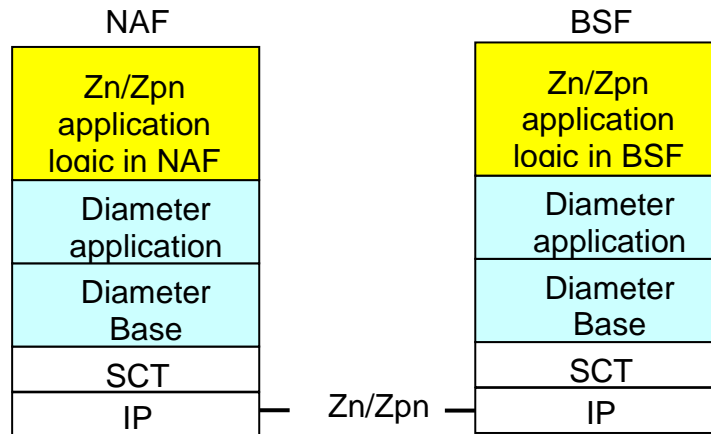 NAF
Zn/Zpn
application
logic in NAF
Diameter
application
Diameter
Base
SCT
IP
Zn/Zpn
BSF
Zn/Zpn
application
logic in BSF
Diameter
application
Diameter
Base
SCT
IP